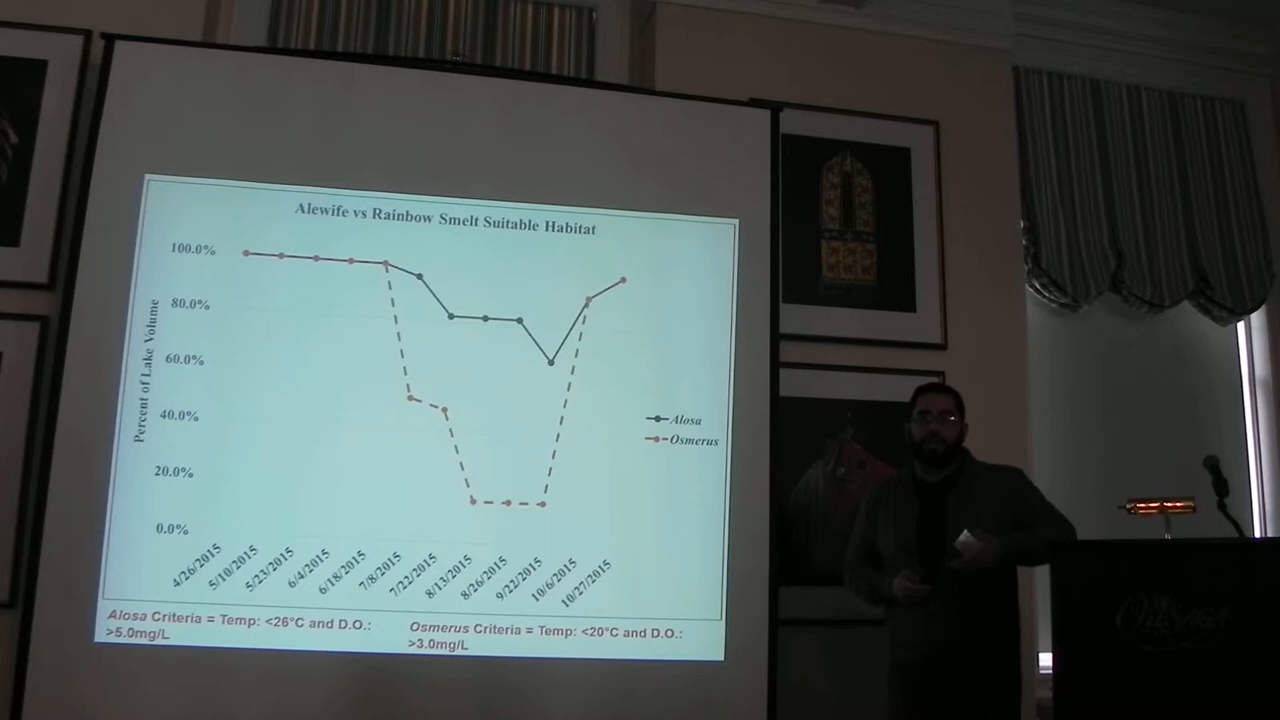 Alewife vs Rainbow Smelt Suitable Habitat
100.0%
80.0%
60.0%
40.0%
20.0%
0.0%
Percent of Lake Volume
4/26/2015
5/10/2015
5/23/2015
6/4/2015
6/18/2015
7/8/2015
7/22/2015
8/13/2015
8/26/2015
9/22/2015
10/6/2015
10/27/2015
Alosa
Osmerus
Alosa Criteria = Temp: <26°C and D.O.:
>5.0mg/L
Osmerus Criteria = Temp: <20°C and D.O.:
>3.0mg/L